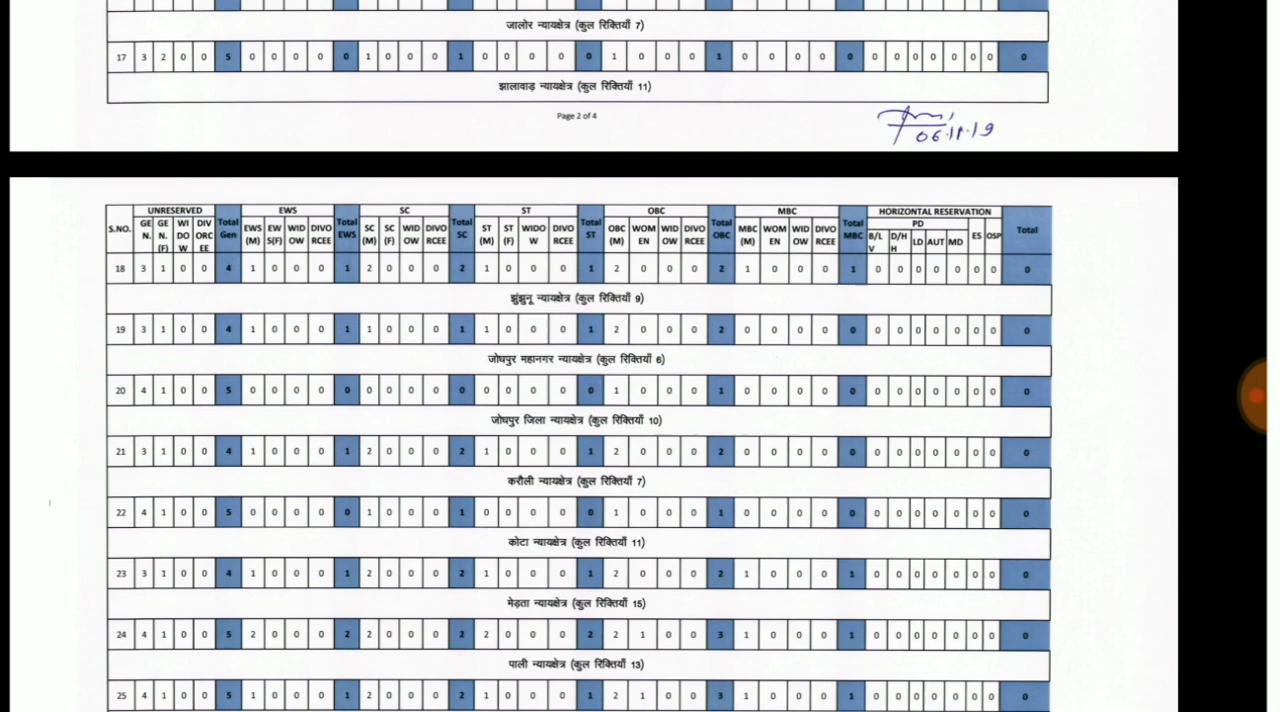 जालोर न्यायक्षेत्र (कुल रिक्तियाँ 7)
17 3 2 0 0 5 0 0 0 0 0 1 0 0 0 1 0 0 0 0 0 1 0 0 0 1 0 0 0 0 0 0 0 0 0 0 0 0 0
झालावाड़ न्यायक्षेत्र (कुल रिक्तियाँ 11)
Page 2 of 4
06.11.19
UNRESERVED EWS SC ST OBC MBC HORIZONTAL RESERVATION
S.NO. GEN. GEN. (F) WIDOW DIVORCEE Total Gen EWS (M) EWS(F) WIDOW DIVORCEE Total EWS SC (M) SC (F) WIDOW DIVORCEE Total SC ST (M) ST (F) WIDOW DIVORCEE Total ST OBC (M) WOMEN WIDOW DIVORCEE Total OBC MBC (M) WOMEN WIDOW DIVORCEE Total MBC PD B/LV D/HH LD AUT MD ES OSP Total
18 3 1 0 0 4 1 0 0 0 1 2 0 0 0 2 1 0 0 0 1 2 0 0 0 2 1 0 0 0 1 0 0 0 0 0 0 0 0
झुंझुनू न्यायक्षेत्र (कुल रिक्तियाँ 9)
19 3 1 0 0 4 1 0 0 0 1 1 0 0 0 1 1 0 0 0 1 2 0 0 0 2 0 0 0 0 0 0 0 0 0 0 0 0 0
जोधपुर महानगर न्यायक्षेत्र (कुल रिक्तियाँ 6)
20 4 1 0 0 5 0 0 0 0 0 0 0 0 0 0 0 0 0 0 0 1 0 0 0 1 0 0 0 0 0 0 0 0 0 0 0 0 0
जोधपुर जिला न्यायक्षेत्र (कुल रिक्तियाँ 10)
21 3 1 0 0 4 1 0 0 0 1 2 0 0 0 2 1 0 0 0 1 2 0 0 0 2 0 0 0 0 0 0 0 0 0 0 0 0 0
करौली न्यायक्षेत्र (कुल रिक्तियाँ 7)
22 4 1 0 0 5 0 0 0 0 0 1 0 0 0 1 0 0 0 0 0 1 0 0 0 1 0 0 0 0 0 0 0 0 0 0 0 0 0
कोटा न्यायक्षेत्र (कुल रिक्तियाँ 11)
23 3 1 0 0 4 1 0 0 0 1 2 0 0 0 2 1 0 0 0 1 2 0 0 0 2 1 0 0 0 1 0 0 0 0 0 0 0 0
मेड़ता न्यायक्षेत्र (कुल रिक्तियाँ 15)
24 4 1 0 0 5 2 0 0 0 2 2 0 0 0 2 2 0 0 0 2 2 1 0 0 3 1 0 0 0 1 0 0 0 0 0 0 0 0
पाली न्यायक्षेत्र (कुल रिक्तियाँ 13)
25 4 1 0 0 5 1 0 0 0 1 2 0 0 0 2 1 0 0 0 1 2 1 0 0 3 1 0 0 0 1 0 0 0 0 0 0 0 0